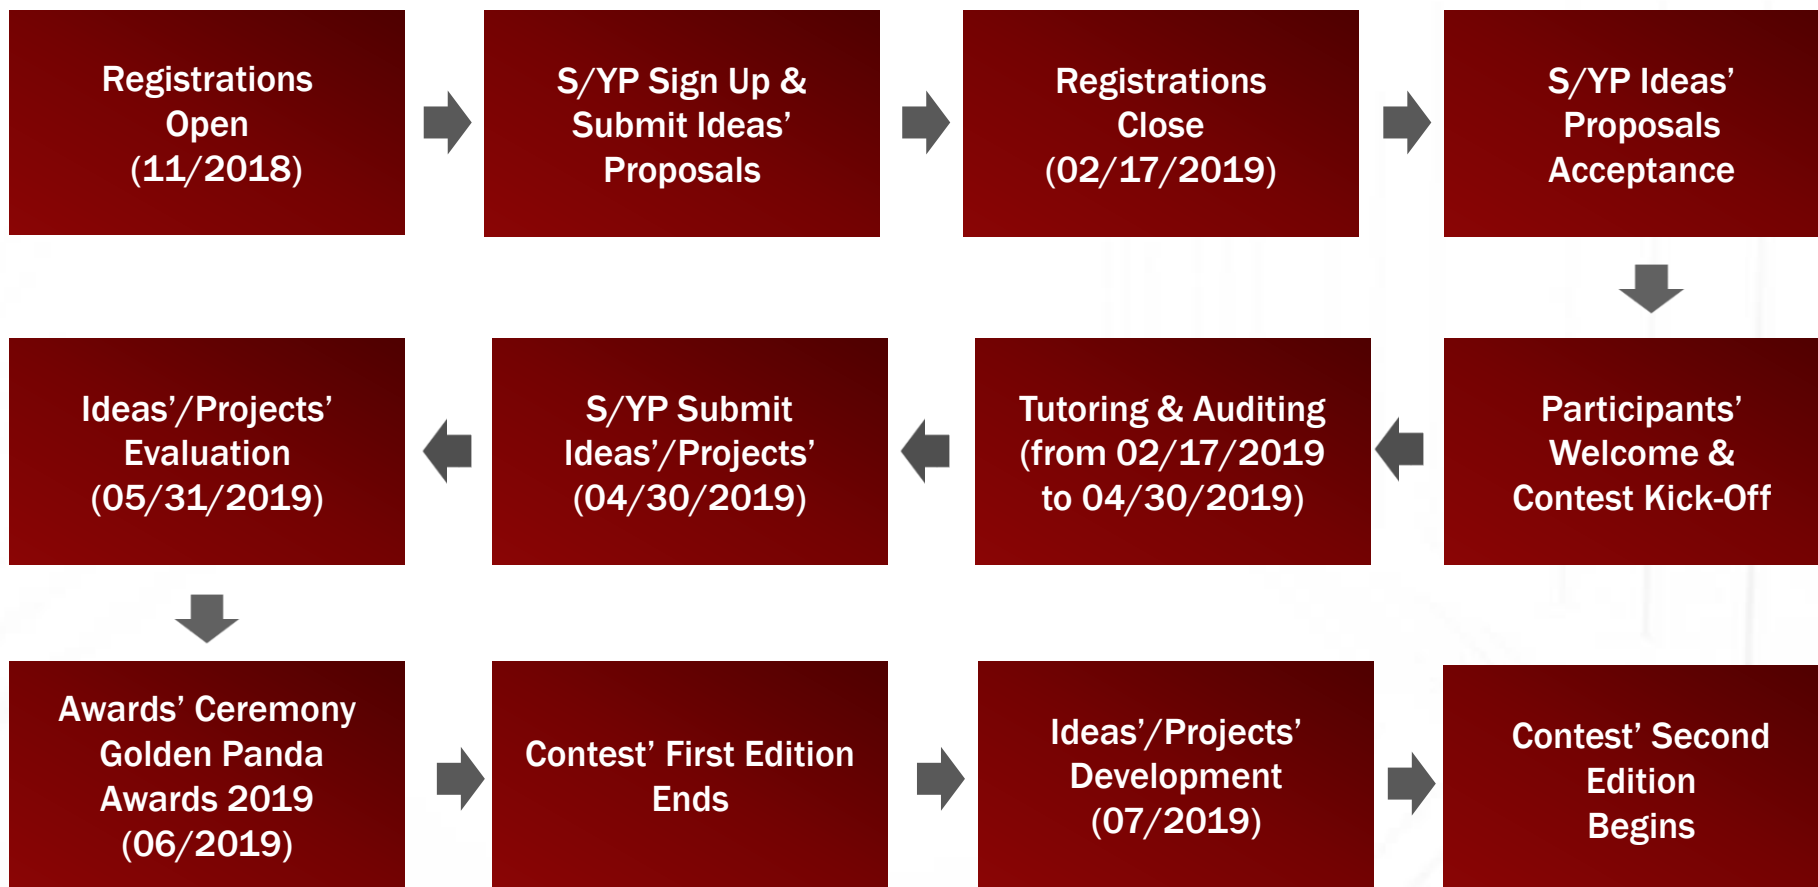 Registrations
Open
(11/2018)
S/YP Sign Up &
Submit Ideas’
Proposals
Registrations
Close
(02/17/2019)
S/YP Ideas’
Proposals
Acceptance
Participants’
Welcome &
Contest Kick-Off
Tutoring & Auditing
(from 02/17/2019
to 04/30/2019)
S/YP Submit
Ideas’/Projects’
(04/30/2019)
Ideas’/Projects’
Evaluation
(05/31/2019)
Awards’ Ceremony
Golden Panda
Awards 2019
(06/2019)
Contest’ First Edition
Ends
Ideas’/Projects’
Development
(07/2019)
Contest’ Second
Edition
Begins